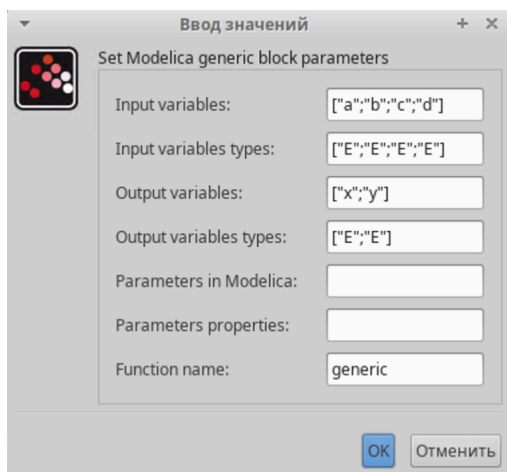 Ввод значений
Set Modelica generic block parameters
Input variables: ["a";"b";"c";"d"]
Input variables types: ["E";"E";"E";"E"]
Output variables: ["x";"y"]
Output variables types: ["E";"E"]
Parameters in Modelica:
Parameters properties:
Function name: generic
OK Отменить